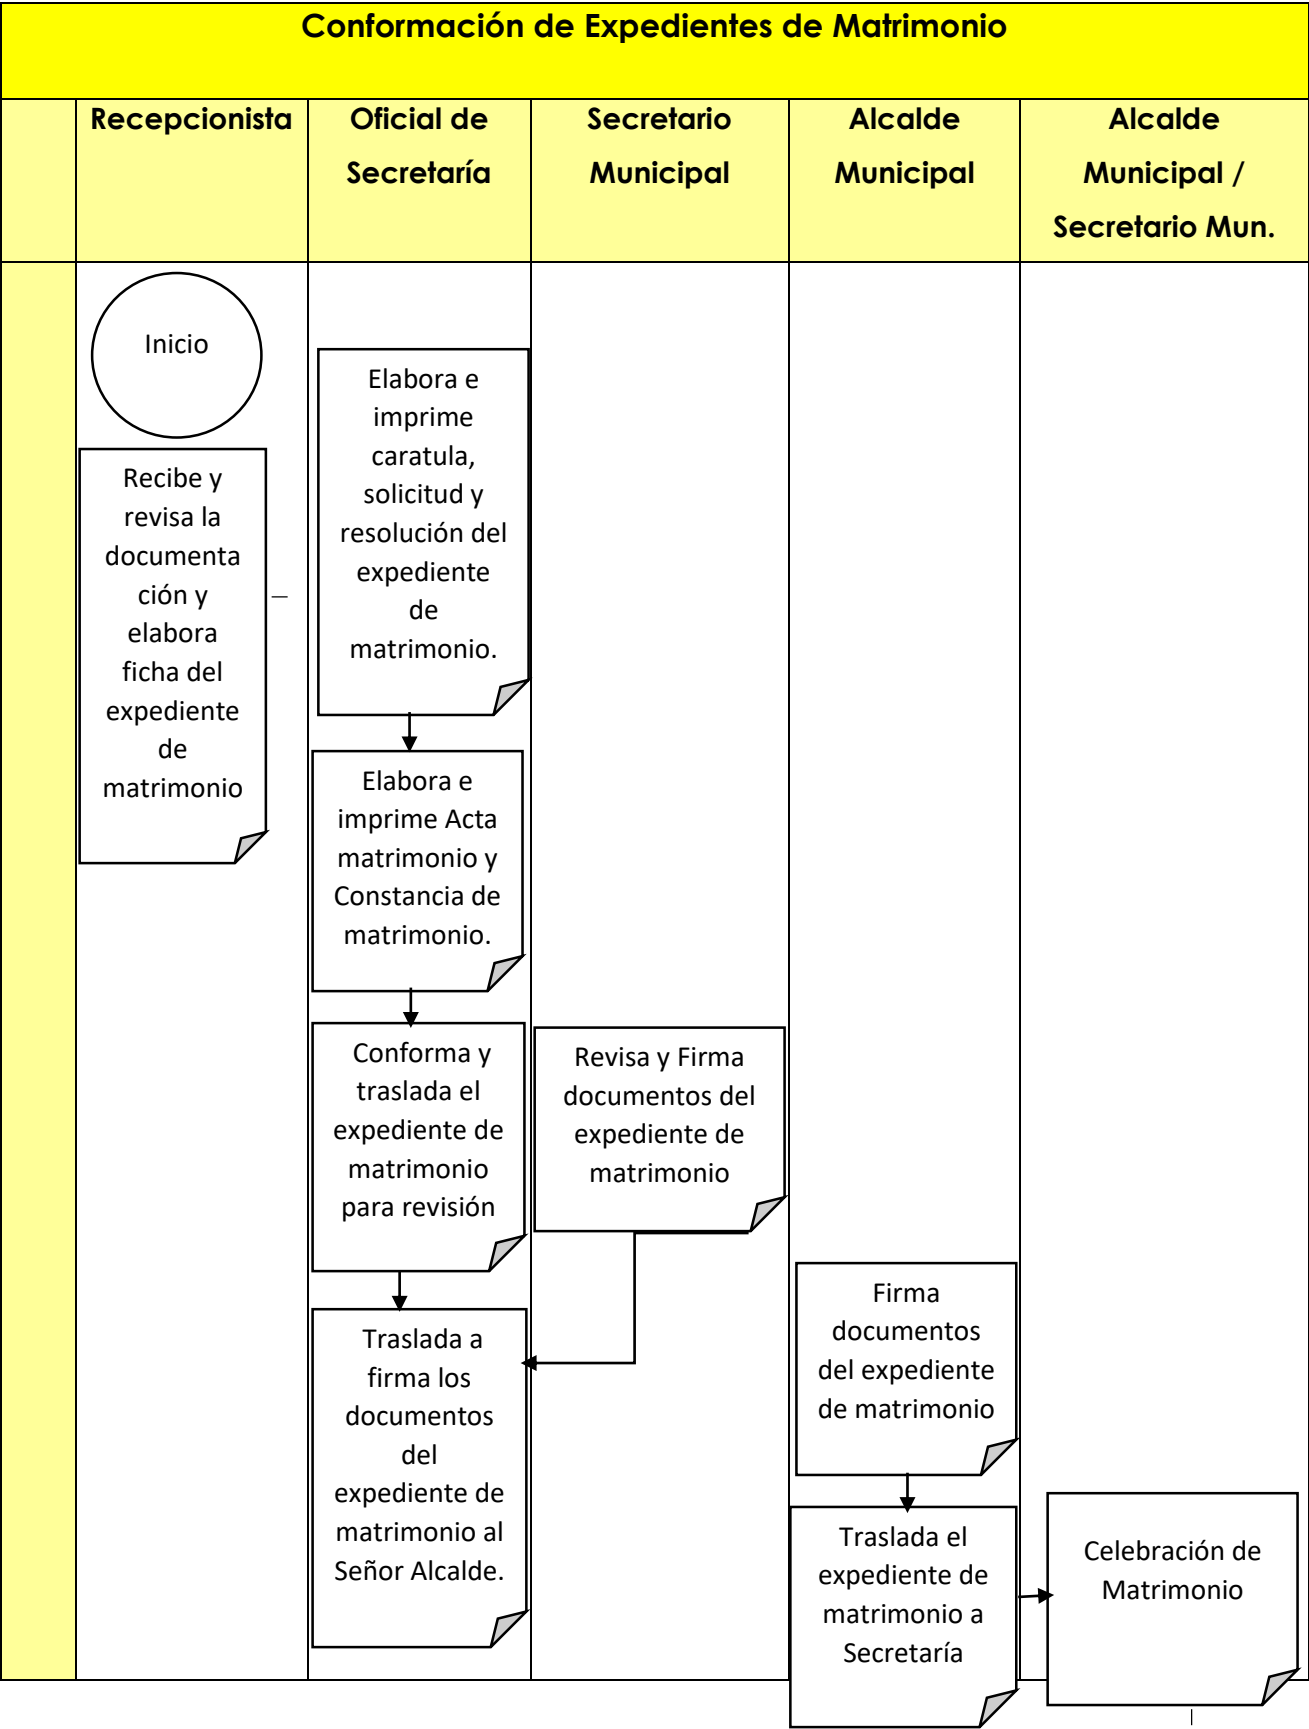 Conformación de Expedientes de Matrimonio
Recepcionista
Oficial de
Secretaría
Secretario
Municipal
Alcalde
Municipal
Alcalde
Municipal /
Secretario Mun.
Inicio
Recibe y
revisa la
documenta
ción y
elabora
ficha del
expediente
de
matrimonio
Elabora e
imprime
caratula,
solicitud y
resolución del
expediente
de
matrimonio.
Elabora e
imprime Acta
matrimonio y
Constancia de
matrimonio.
Conforma y
traslada el
expediente de
matrimonio
para revisión
Revisa y Firma
documentos del
expediente de
matrimonio
Traslada a
firma los
documentos
del
expediente de
matrimonio al
Señor Alcalde.
Firma
documentos
del expediente
de matrimonio
Traslada el
expediente de
matrimonio a
Secretaría
Celebración de
Matrimonio